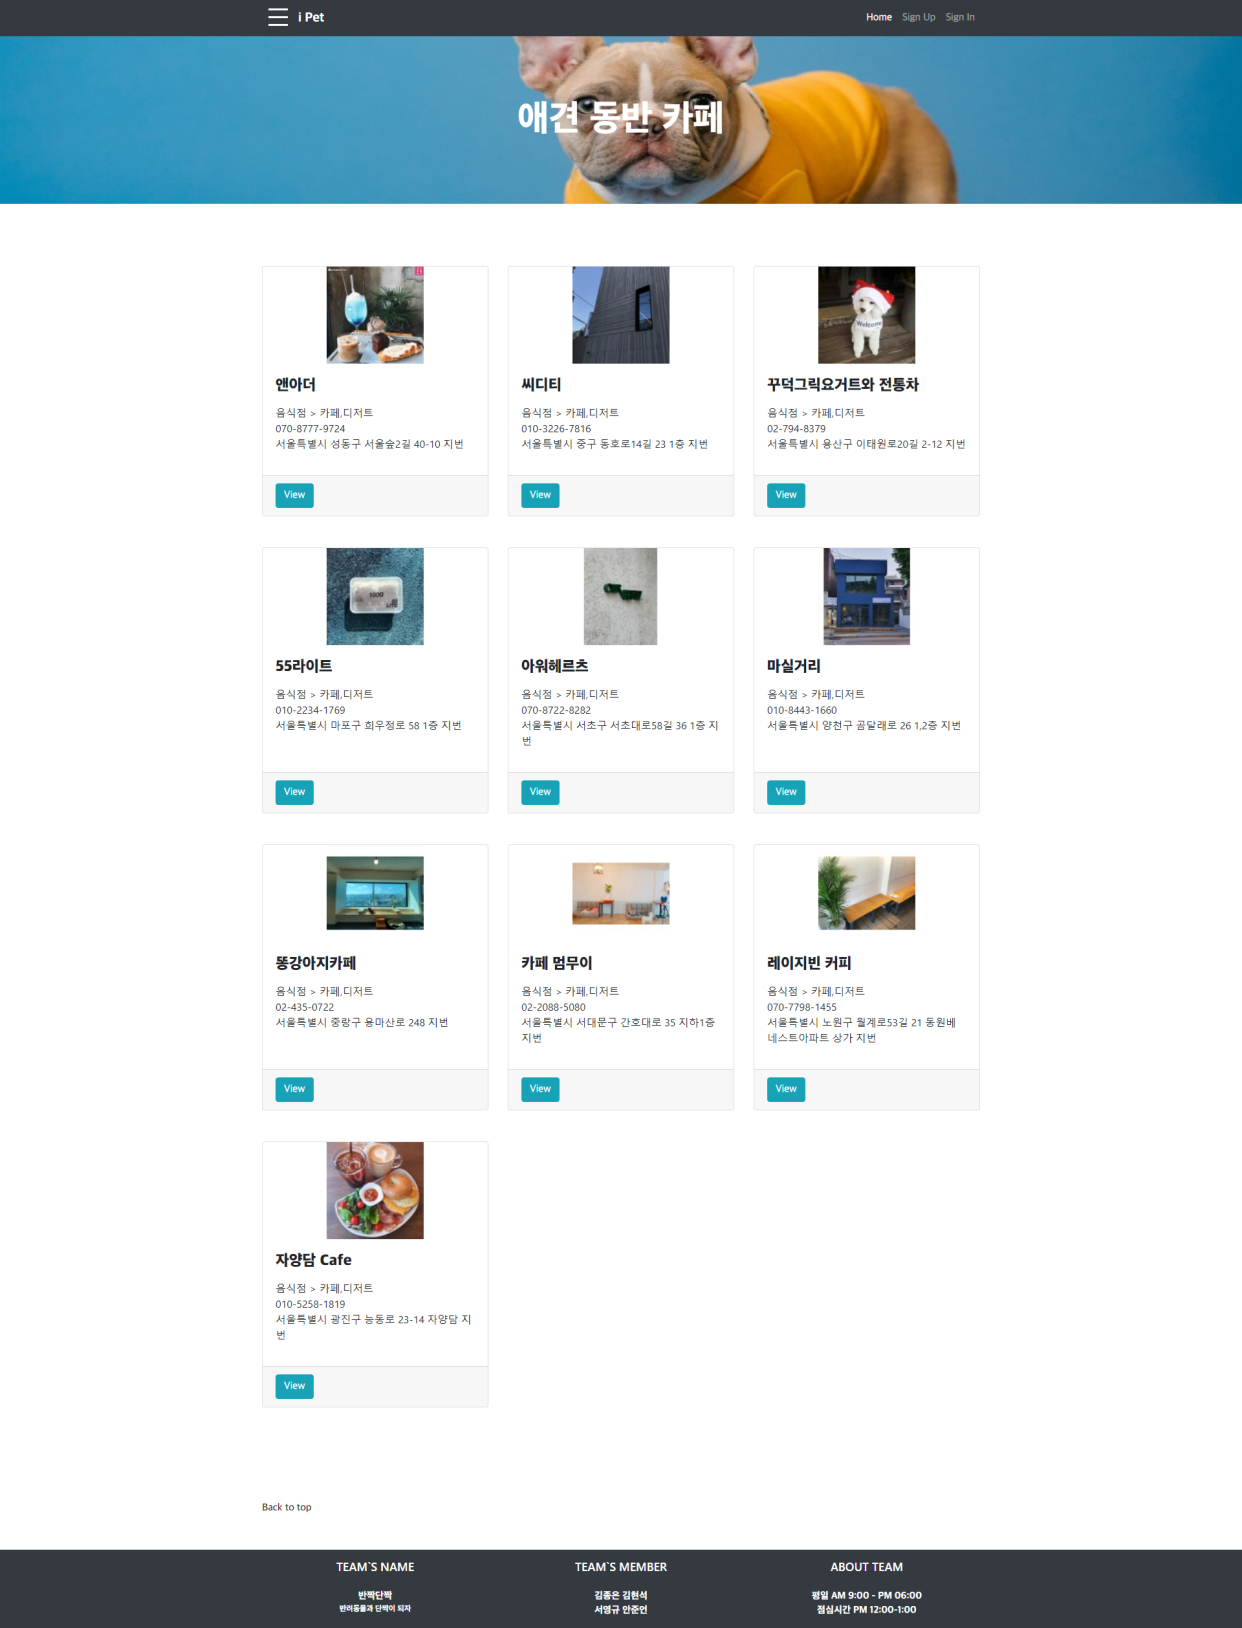 i Pet
Home Sign Up Sign In
애견 동반 카페
앤아더
음식점 > 카페,디저트
070-8777-9724
서울특별시 성동구 서울숲2길 40-10 지번
View
씨디티
음식점 > 카페,디저트
010-3226-7816
서울특별시 중구 동호로14길 23 1층 지번
View
Welcome
꾸덕그릭요거트와 전통차
음식점 > 카페,디저트
02-794-8379
서울특별시 용산구 이태원로20길 2-12 지번
View
55라이트
음식점 > 카페,디저트
010-2234-1769
서울특별시 마포구 희우정로 58 1층 지번
View
아워헤르츠
음식점 > 카페,디저트
070-8722-8282
서울특별시 서초구 서초대로58길 36 1층 지
번
View
마실거리
음식점 > 카페,디저트
010-8443-1660
서울특별시 양천구 곰달래로 26 1,2층 지번
View
똥강아지카페
음식점 > 카페,디저트
02-435-0722
서울특별시 중랑구 용마산로 248 지번
View
카페 멈무이
음식점 > 카페,디저트
02-2088-5080
서울특별시 서대문구 간호대로 35 지하1층
지번
View
레이지빈 커피
음식점 > 카페,디저트
070-7798-1455
서울특별시 노원구 월계로53길 21 동원베
네스트아파트 상가 지번
View
자양담 Cafe
음식점 > 카페,디저트
010-5258-1819
서울특별시 광진구 능동로 23-14 자양담 지
번
View
Back to top
TEAM`S NAME
반짝단짝
반려동물과 단짝이 되자
TEAM`S MEMBER
김종은 김현석
서영규 안준언
ABOUT TEAM
평일 AM 9:00 - PM 06:00
점심시간 PM 12:00-1:00